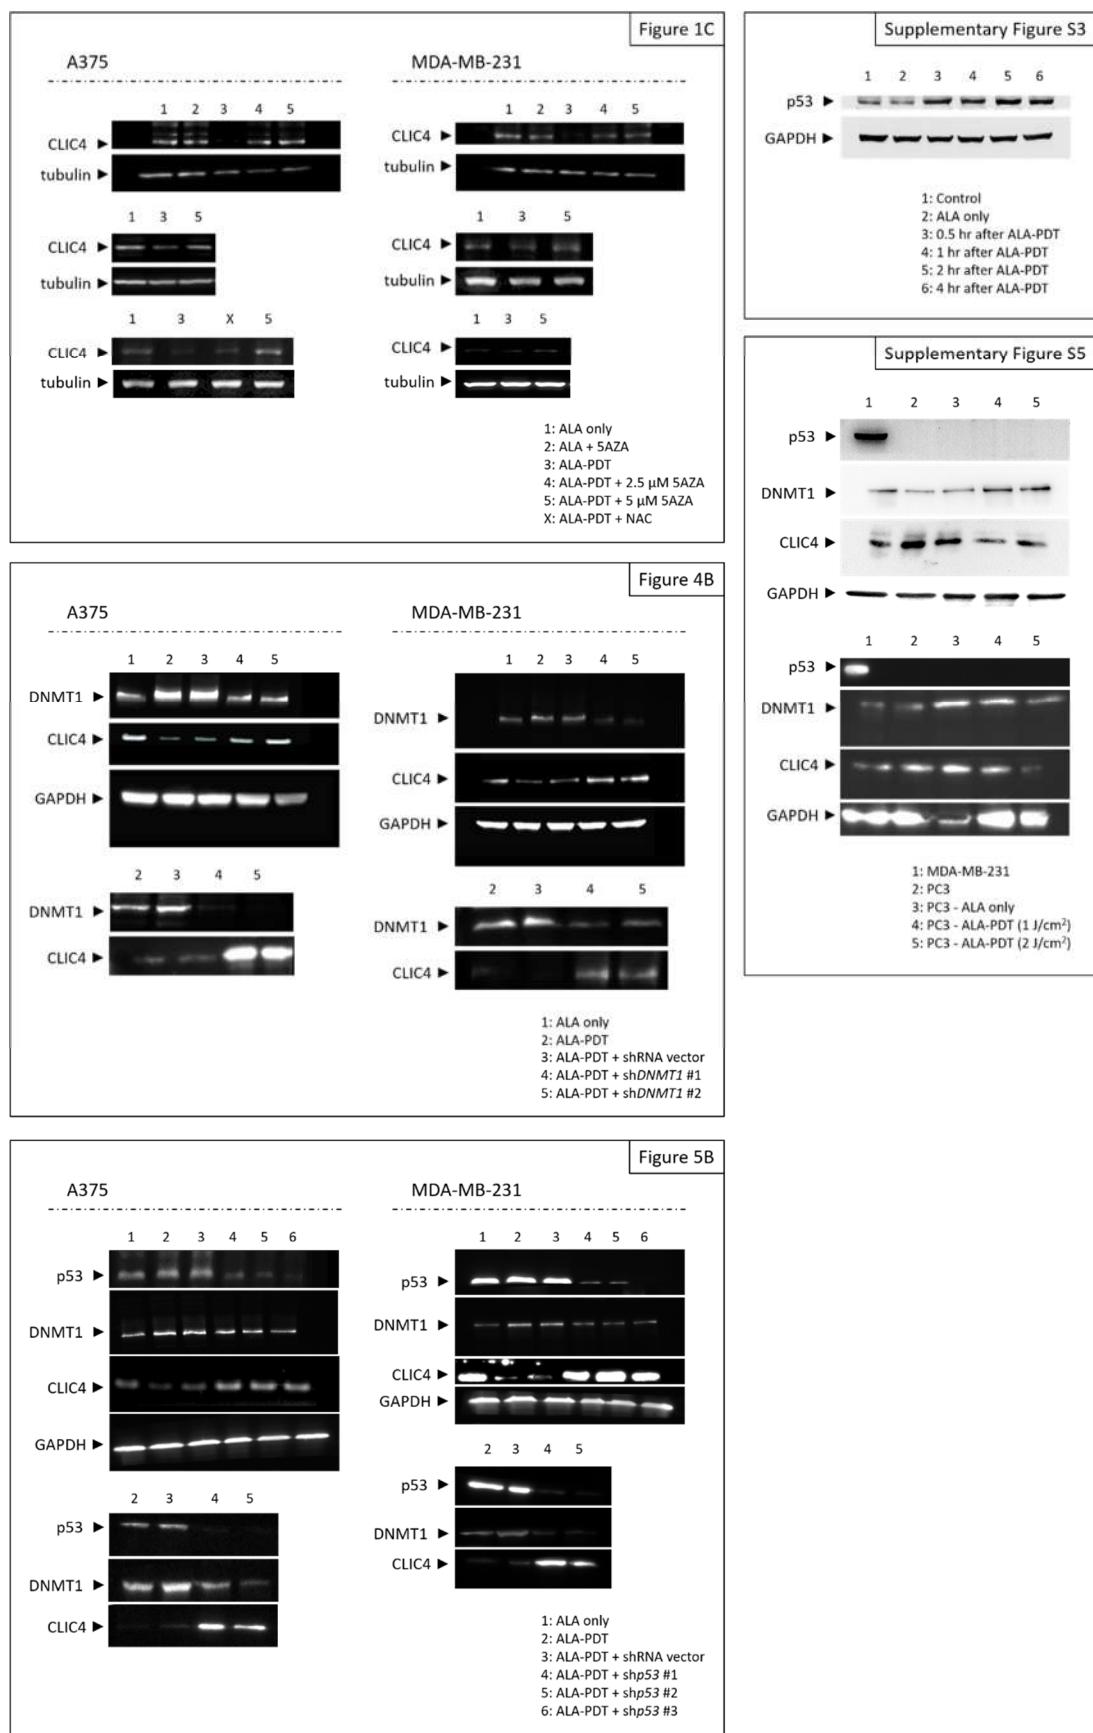 Figure 1C
A375
MDA-MB-231
1 2 3 4 5
CLIC4 ►
tubulin ►
1 3 5
CLIC4 ►
tubulin ►
1 3 X 5
CLIC4 ►
tubulin ►
1 2 3 4 5
CLIC4 ►
tubulin ►
1 3 5
CLIC4 ►
tubulin ►
1 3 5
CLIC4 ►
tubulin ►
1: ALA only
2: ALA + 5AZA
3: ALA-PDT
4: ALA-PDT + 2.5 µM 5AZA
5: ALA-PDT + 5 µM 5AZA
X: ALA-PDT + NAC
Figure 4B
A375
MDA-MB-231
1 2 3 4 5
DNMT1 ►
CLIC4 ►
GAPDH ►
2 3 4 5
DNMT1 ►
CLIC4 ►
1 2 3 4 5
DNMT1 ►
CLIC4 ►
GAPDH ►
2 3 4 5
DNMT1 ►
CLIC4 ►
1: ALA only
2: ALA-PDT
3: ALA-PDT + shRNA vector
4: ALA-PDT + shDNMT1 #1
5: ALA-PDT + shDNMT1 #2
Figure 5B
A375
MDA-MB-231
1 2 3 4 5 6
p53 ►
DNMT1 ►
CLIC4 ►
GAPDH ►
2 3 4 5
p53 ►
DNMT1 ►
CLIC4 ►
1 2 3 4 5 6
p53 ►
DNMT1 ►
CLIC4 ►
GAPDH ►
2 3 4 5
p53 ►
DNMT1 ►
CLIC4 ►
1: ALA only
2: ALA-PDT
3: ALA-PDT + shRNA vector
4: ALA-PDT + shp53 #1
5: ALA-PDT + shp53 #2
6: ALA-PDT + shp53 #3
Supplementary Figure S3
1 2 3 4 5 6
p53 ►
GAPDH ►
1: Control
2: ALA only
3: 0.5 hr after ALA-PDT
4: 1 hr after ALA-PDT
5: 2 hr after ALA-PDT
6: 4 hr after ALA-PDT
Supplementary Figure S5
1 2 3 4 5
p53 ►
DNMT1 ►
CLIC4 ►
GAPDH ►
1 2 3 4 5
p53 ►
DNMT1 ►
CLIC4 ►
GAPDH ►
1: MDA-MB-231
2: PC3
3: PC3 - ALA only
4: PC3 - ALA-PDT (1 J/cm²)
5: PC3 - ALA-PDT (2 J/cm²)